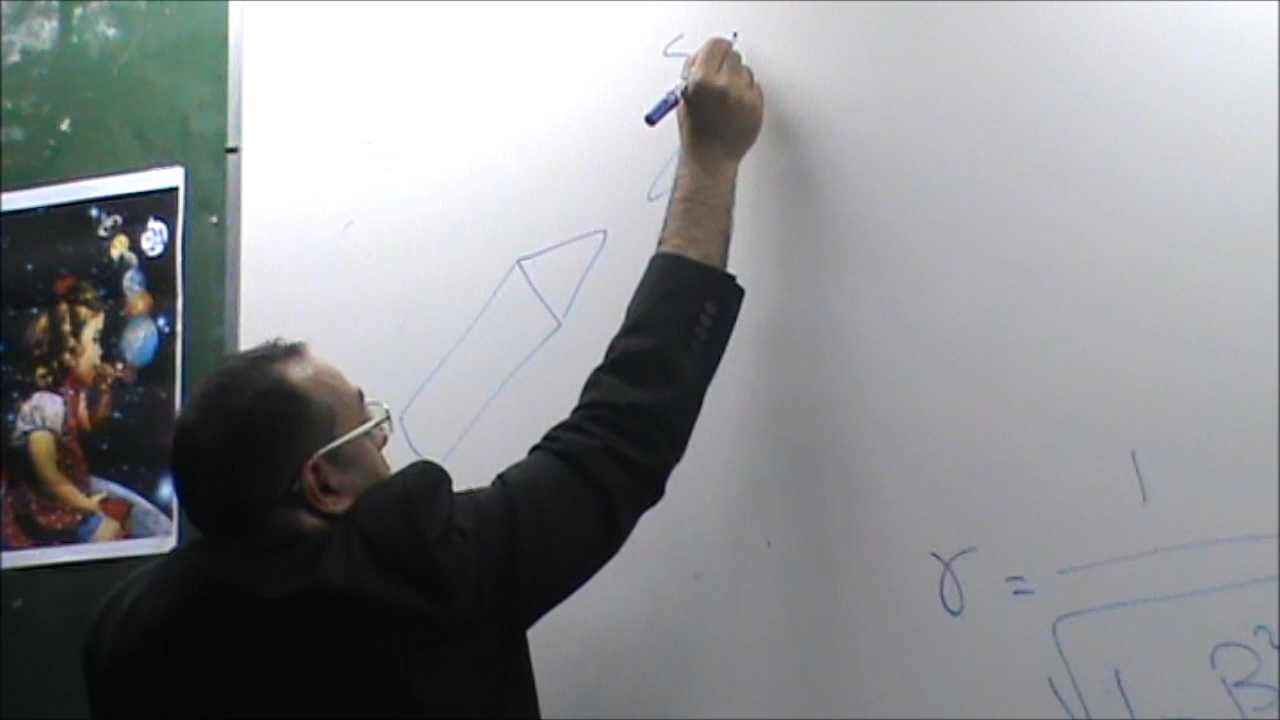 γ = 1 / √1 - β²